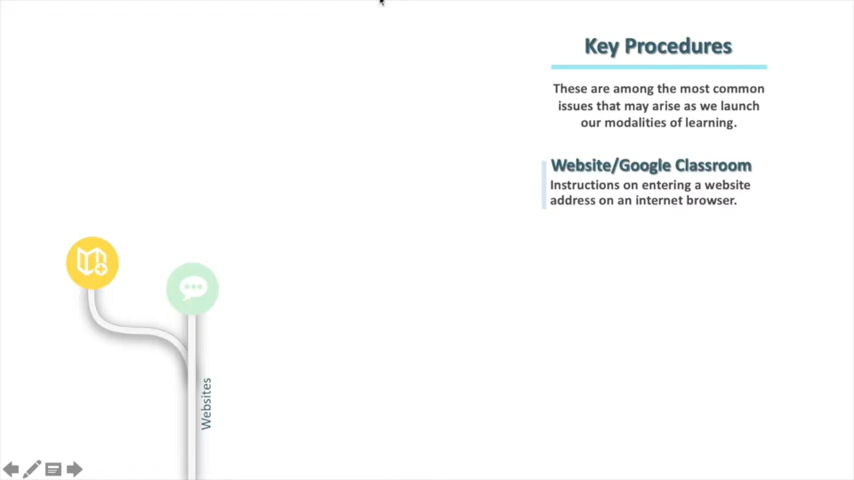 Key Procedures
These are among the most common
issues that may arise as we launch
our modalities of learning.
Website/Google Classroom
Instructions on entering a website
address on an internet browser.
Websites